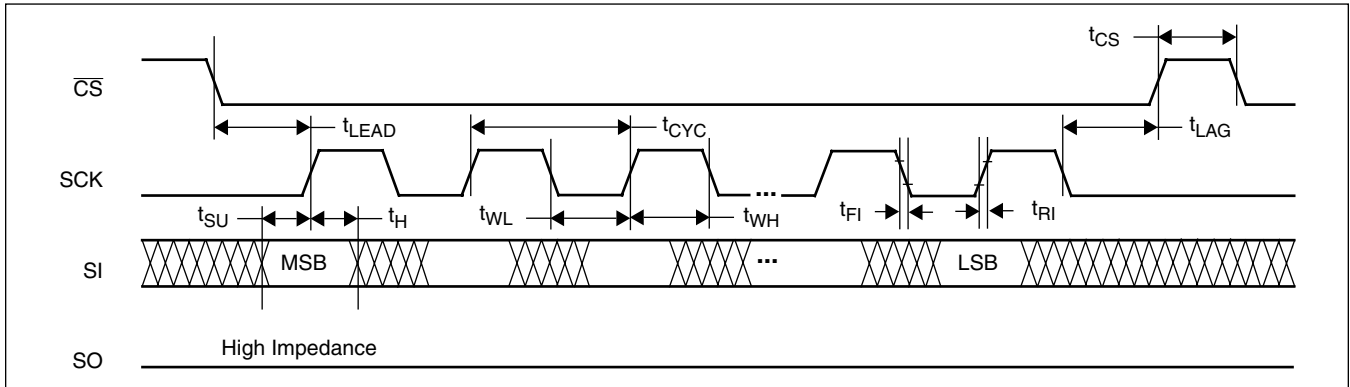 tCS
CS
tLEAD
tCYC
tLAG
SCK
tSU
tH
tWL
...
tWH
tFI
tRI
SI
MSB
...
LSB
High Impedance
SO